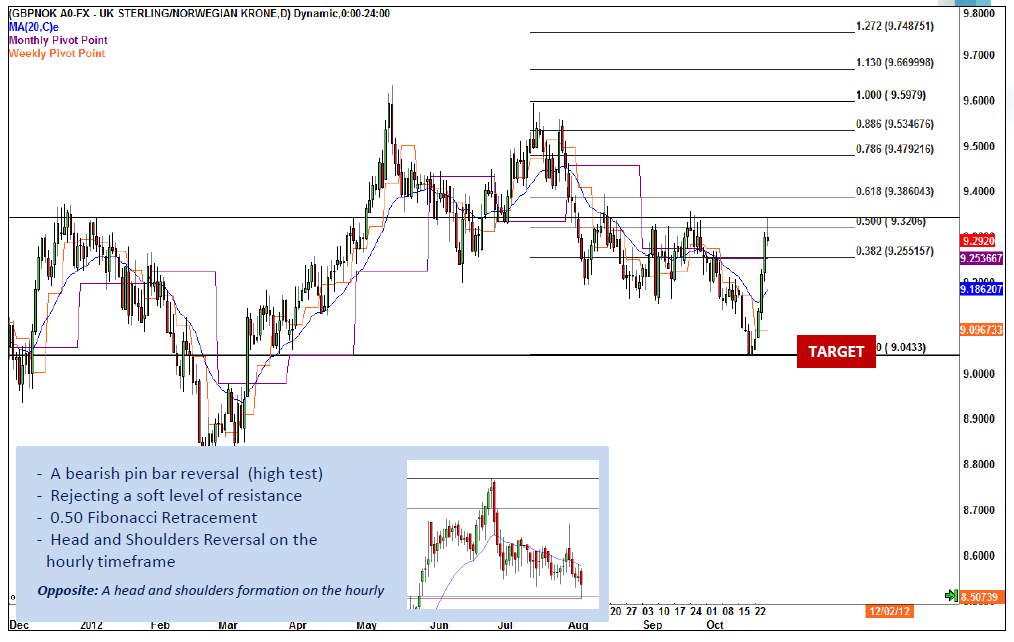 (GBPNOK A0-FX - UK STERLING/NORWEGIAN KRONE,D) Dynamic,0:00-24:00
MA(20,C)e
Monthly Pivot Point
Weekly Pivot Point
1.272 (9.748751)
1.130 (9.669998)
1.000 ( 9.5979)
0.886 (9.534676)
0.786 (9.479216)
0.618 (9.386043)
0.500 ( 9.3206)
0.382 (9.255157)
0 ( 9.0433)
TARGET
9.8000
9.7000
9.6000
9.5000
9.4000
9.2920
9.253667
9.186207
9.096733
9.0000
8.9000
8.8000
8.7000
8.6000
8.50739
- A bearish pin bar reversal (high test)
- Rejecting a soft level of resistance
- 0.50 Fibonacci Retracement
- Head and Shoulders Reversal on the
hourly timeframe
Opposite: A head and shoulders formation on the hourly
20 27 03 10 17 24 01 08 15 22
12/02/12
Dec 2012 Feb Mar Apr May Jun Jul Aug Sep Oct